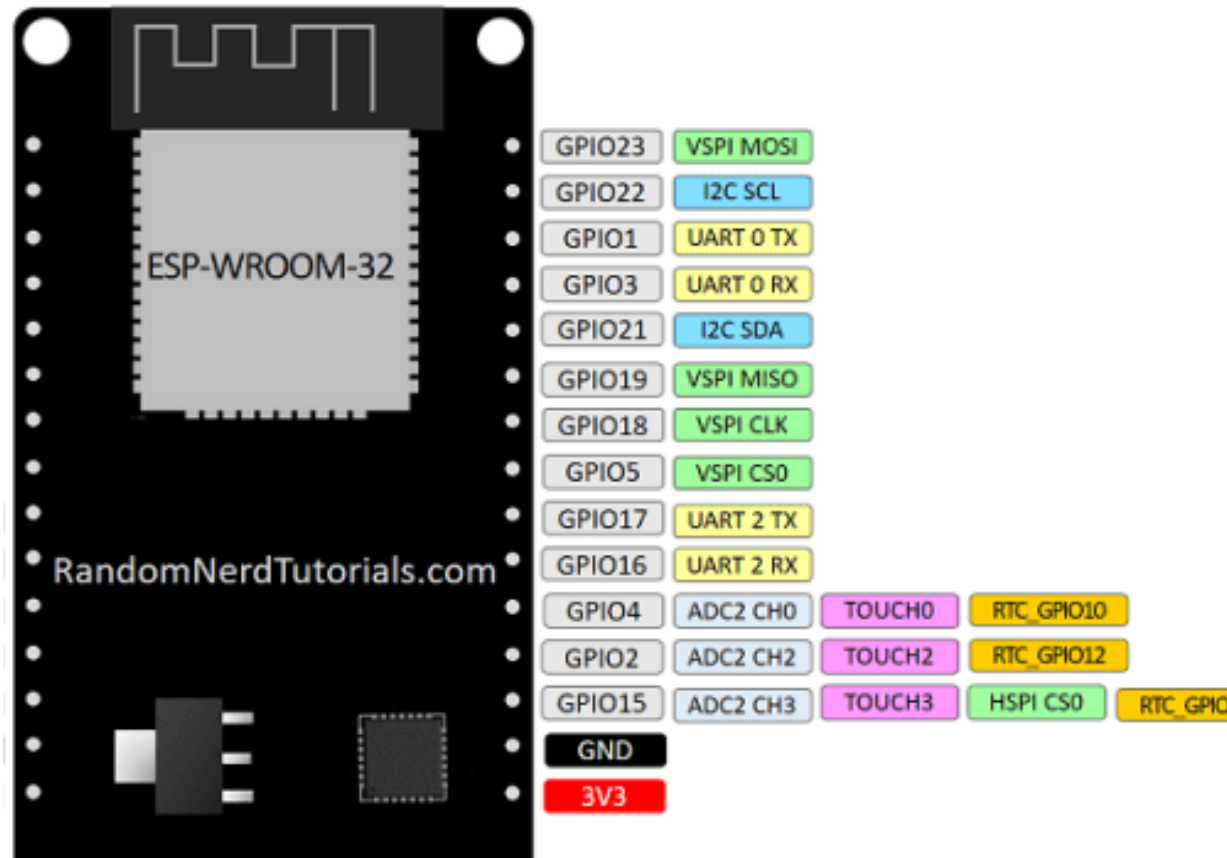 GPIO23 VSPI MOSI
GPIO22 I2C SCL
GPIO1 UART 0 TX
ESP-WROOM-32
GPIO3 UART 0 RX
GPIO21 I2C SDA
GPIO19 VSPI MISO
GPIO18 VSPI CLK
GPIO5 VSPI CS0
GPIO17 UART 2 TX
RandomNerdTutorials.com
GPIO16 UART 2 RX
GPIO4 ADC2 CH0 TOUCH0 RTC_GPIO10
GPIO2 ADC2 CH2 TOUCH2 RTC_GPIO12
GPIO15 ADC2 CH3 TOUCH3 HSPI CS0 RTC_GPIO
GND
3V3